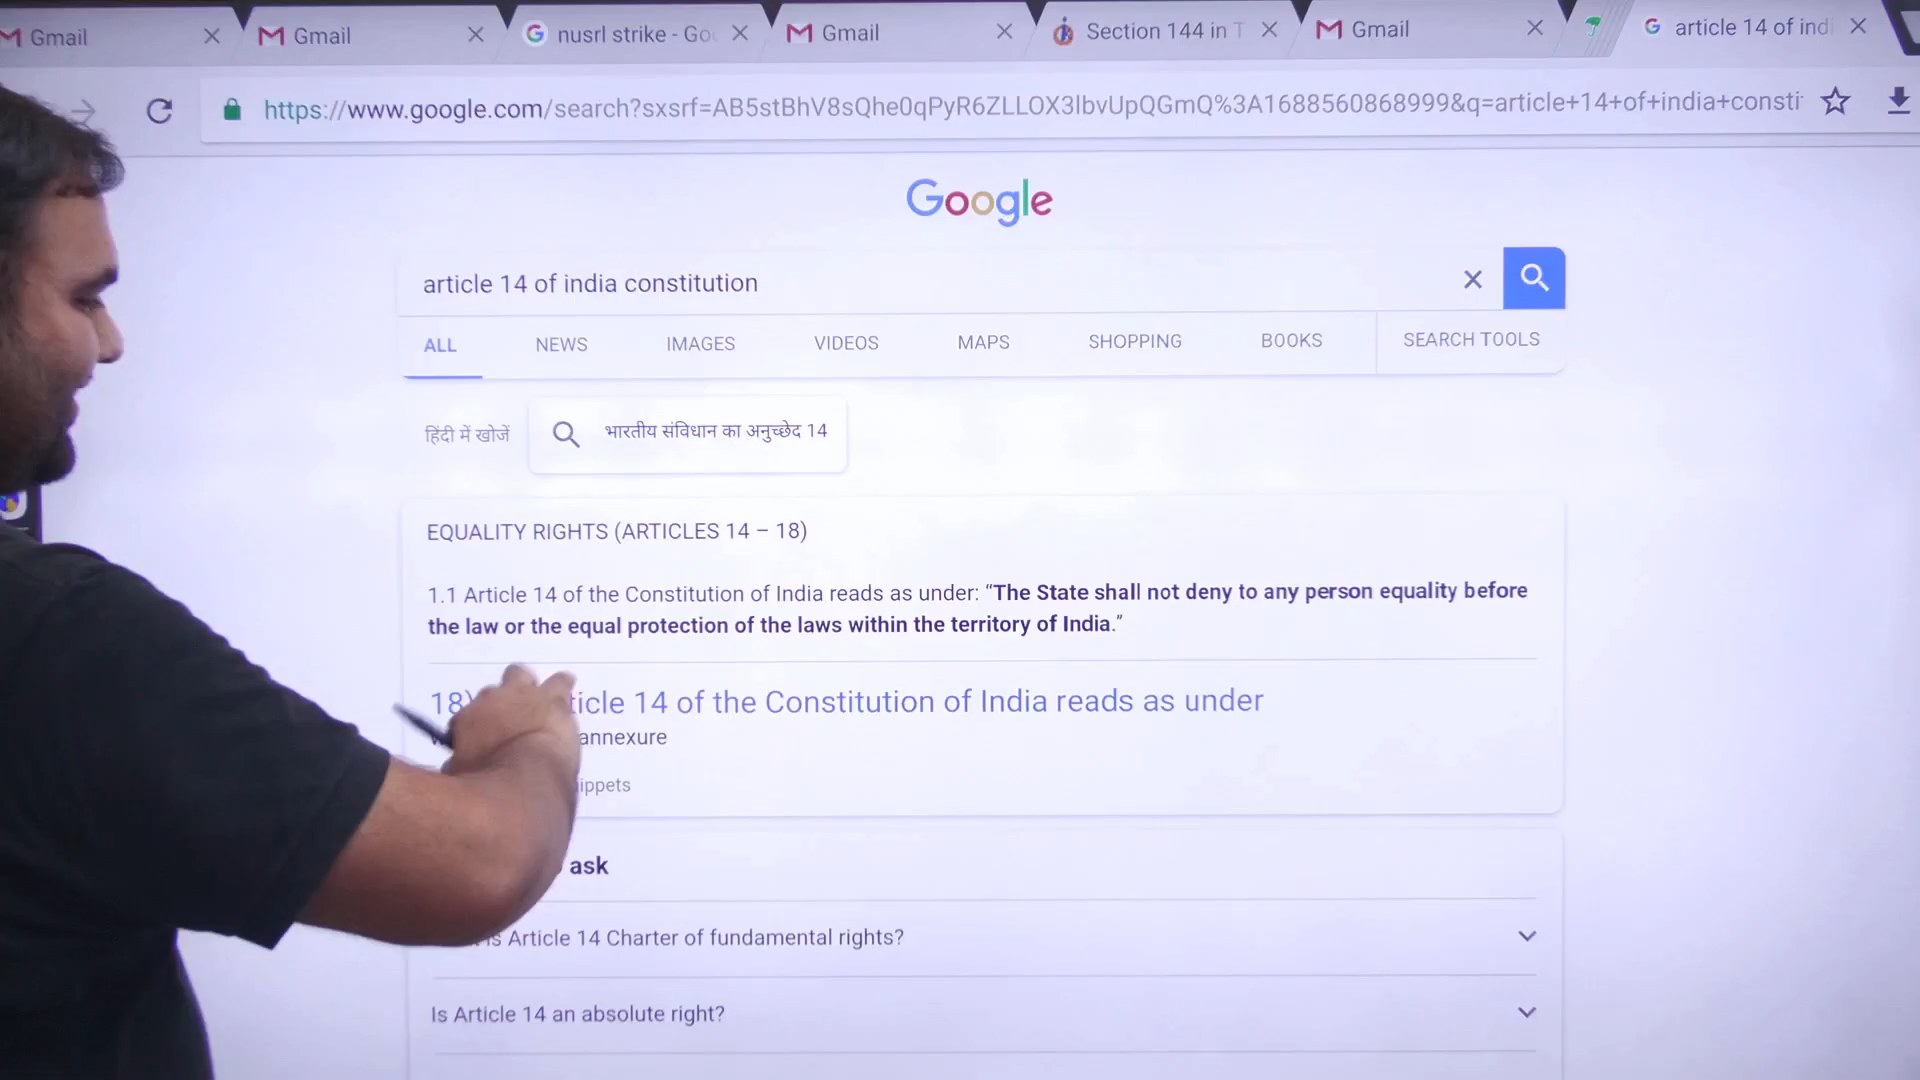 Gmail
Gmail
nusrl strike - Go
Gmail
Section 144 in T
Gmail
article 14 of ind
https://www.google.com/search?sxsrf=AB5stBhV8sQhe0qPyR6ZLLOX3lbvUpQGmQ%3A1688560868999&q=article+14+of+india+consti
Google
article 14 of india constitution
ALL NEWS IMAGES VIDEOS MAPS SHOPPING BOOKS SEARCH TOOLS
हिंदी में खोजें भारतीय संविधान का अनुच्छेद 14
EQUALITY RIGHTS (ARTICLES 14 – 18)
1.1 Article 14 of the Constitution of India reads as under: “The State shall not deny to any person equality before
the law or the equal protection of the laws within the territory of India.”
18) ticle 14 of the Constitution of India reads as under
annexure
ippets
ask
is Article 14 Charter of fundamental rights?
Is Article 14 an absolute right?